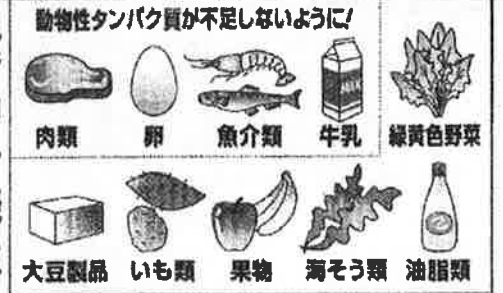 動物性タンパク質が不足しないように!
肉類 卵 魚介類 牛乳 緑黄色野菜
大豆製品 いも類 果物 海そう類 油脂類